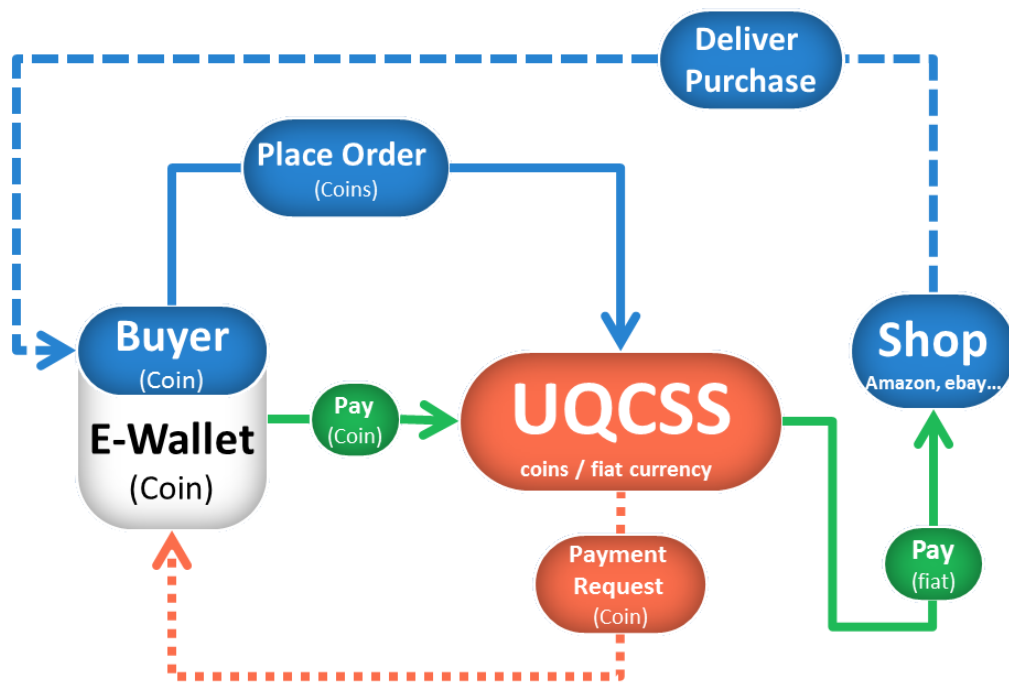 Deliver
Purchase
Place Order
(Coins)
Buyer
(Coin)
E-Wallet
(Coin)
Pay
(Coin)
UQCSS
coins / fiat currency
Shop
Amazon, ebay...
Payment
Request
(Coin)
Pay
(fiat)